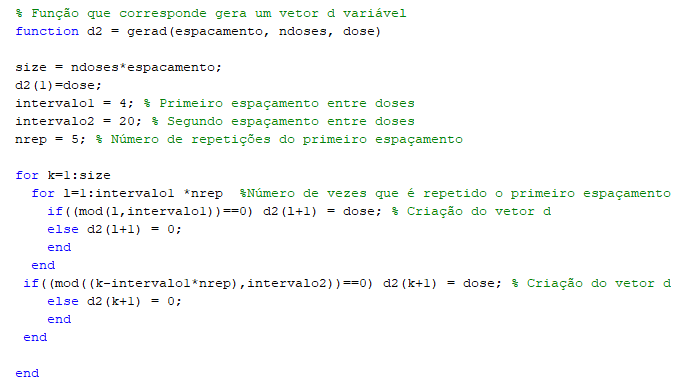 % Função que corresponde gera um vetor d variável
function d2 = gerad(espacamento, ndoses, dose)
size = ndoses*espacamento;
d2(1)=dose;
intervalo1 = 4; % Primeiro espaçamento entre doses
intervalo2 = 20; % Segundo espaçamento entre doses
nrep = 5; % Número de repetições do primeiro espaçamento
for k=1:size
for l=1:intervalo1 *nrep %Número de vezes que é repetido o primeiro espaçamento
if((mod(l,intervalo1))==0) d2(l+1) = dose; % Criação do vetor d
else d2(l+1) = 0;
end
end
if((mod((k-intervalo1*nrep),intervalo2))==0) d2(k+1) = dose; % Criação do vetor d
else d2(k+1) = 0;
end
end
end